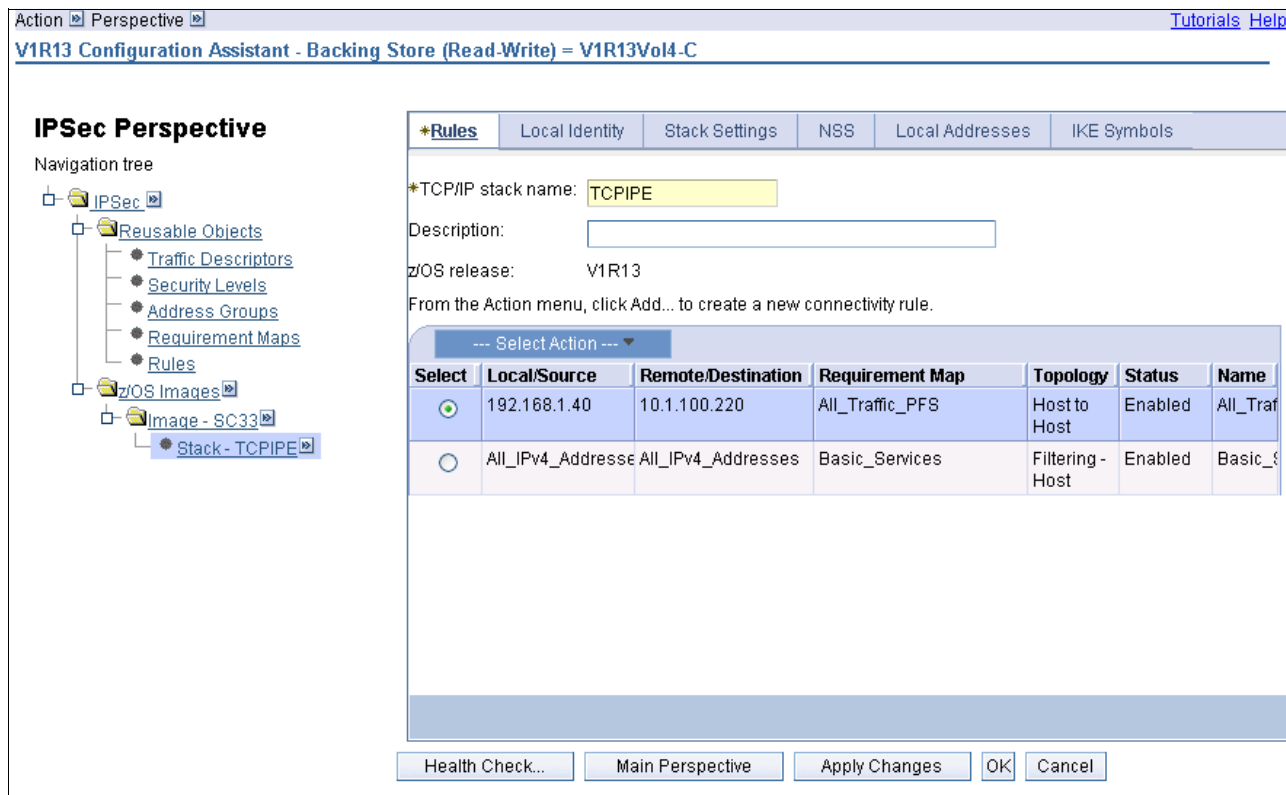 Action Perspective Tutorials Help
V1R13 Configuration Assistant - Backing Store (Read-Write) = V1R13Vol4-C
IPSec Perspective
Navigation tree
IPSec
Reusable Objects
Traffic Descriptors
Security Levels
Address Groups
Requirement Maps
Rules
z/OS Images
Image - SC33
Stack - TCPIPE
*Rules Local Identity Stack Settings NSS Local Addresses IKE Symbols
*TCP/IP stack name: TCPIPE
Description:
z/OS release: V1R13
From the Action menu, click Add... to create a new connectivity rule.
--- Select Action ---
Select Local/Source Remote/Destination Requirement Map Topology Status Name
192.168.1.40 10.1.100.220 All_Traffic_PFS Host to Enabled All_Traf
Host
All_IPv4_Addresse All_IPv4_Addresses Basic_Services Filtering - Enabled Basic_S
Host
Health Check... Main Perspective Apply Changes OK Cancel